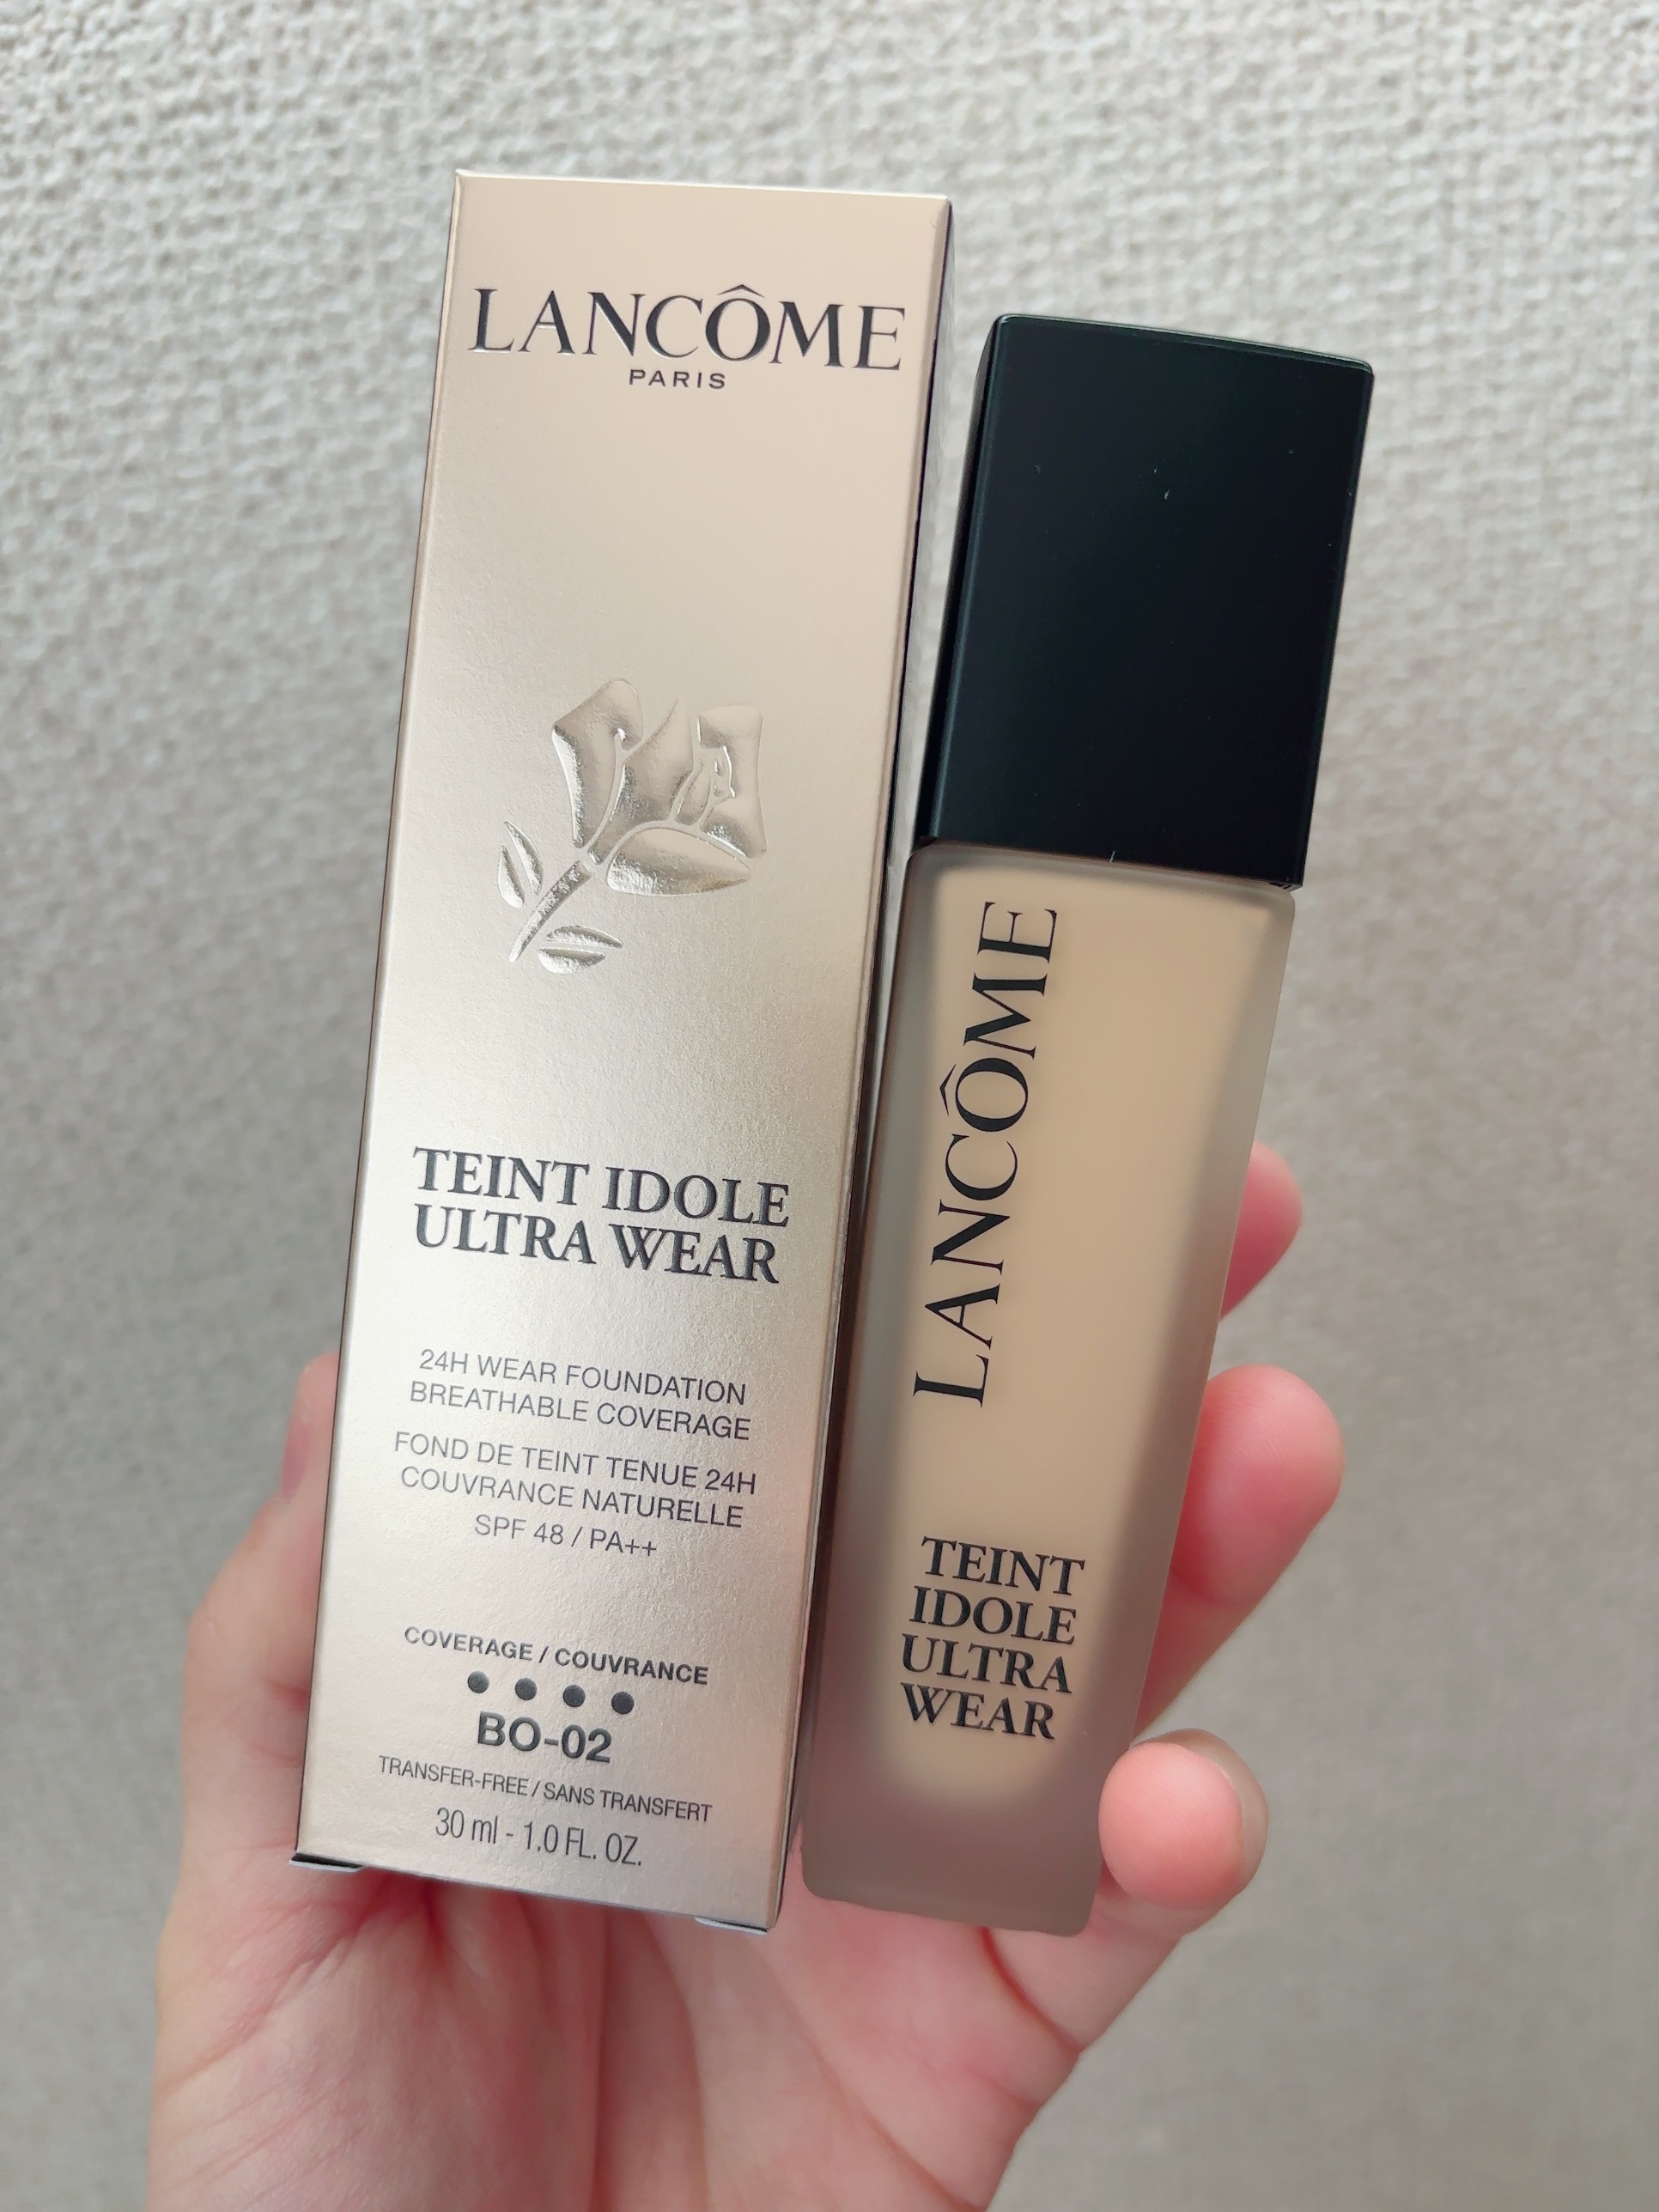 LANCÔME
PARIS
TEINT IDOLE
ULTRA WEAR
24H WEAR FOUNDATION
BREATHABLE COVERAGE
FOND DE TEINT TENUE 24H
COUVRANCE NATURELLE
SPF 48 / PA++
COVERAGE / COUVRANCE
BO-02
TRANSFER-FREE / SANS TRANSFERT
30 ml - 1.0 FL. OZ.
LANCÔME
TEINT
IDOLE
ULTRA
WEAR